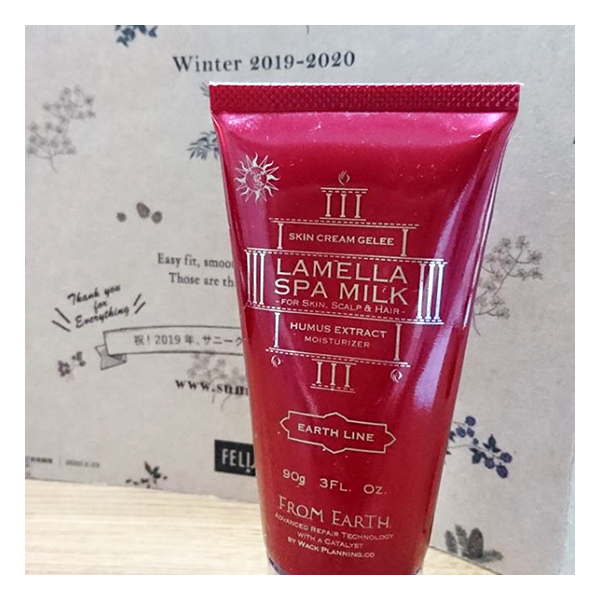 Winter 2019-2020
Easy fit, smoo
Those are th
Thank you
for
Everything!
祝!2019年、サニーク
www.sun
FELI
SKIN CREAM GELEE
LAMELLA
SPA MILK
-FOR SKIN, SCALP & HAIR-
HUMUS EXTRACT
MOISTURIZER
EARTH LINE
90g 3FL. OZ.
FROM EARTH
ADVANCED REPAIR TECHNOLOGY
WITH A CATALYST
BY WACK PLANNING.CO